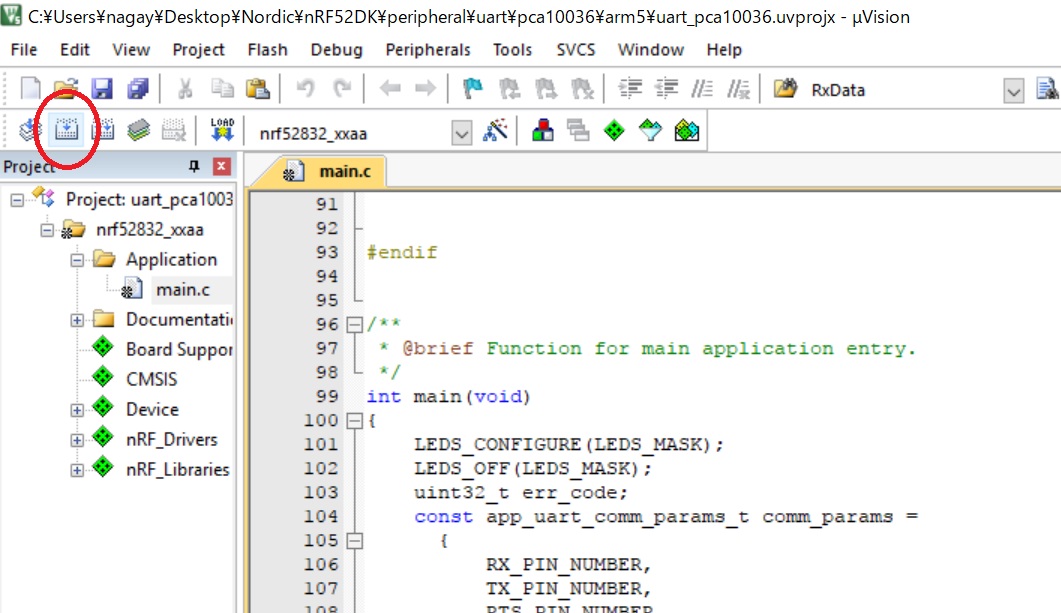 C:¥Users¥nagay¥Desktop¥Nordic¥nRF52DK¥peripheral¥uart¥pca10036¥arm5¥uart_pca10036.uvprojx - µVision
File Edit View Project Flash Debug Peripherals Tools SVCS Window Help
RxData
LOAD nrf52832_xxaa
Project
main.c
Project: uart_pca1003
nrf52832_xxaa
Application
main.c
Documentati
Board Suppor
CMSIS
Device
nRF_Drivers
nRF_Libraries
91
92
93 #endif
94
95
96 /**
97 * @brief Function for main application entry.
98 */
99 int main(void)
100 {
101 LEDS_CONFIGURE(LEDS_MASK);
102 LEDS_OFF(LEDS_MASK);
103 uint32_t err_code;
104 const app_uart_comm_params_t comm_params =
105 {
106 RX_PIN_NUMBER,
107 TX_PIN_NUMBER,
108 RTS_PIN_NUMBER